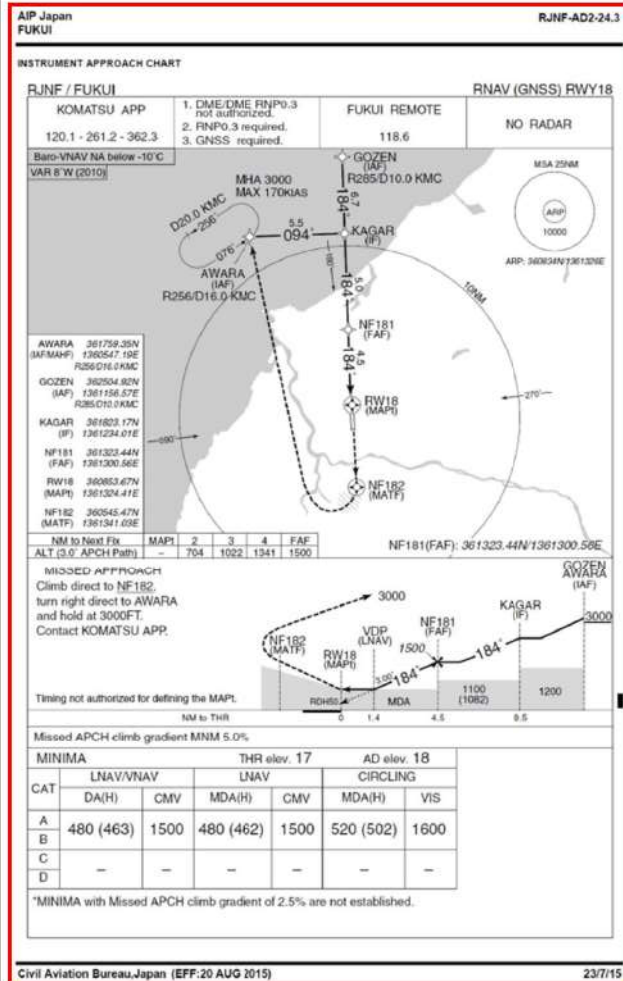 AIP Japan
FUKUI
RJNF-AD2-24.3
INSTRUMENT APPROACH CHART
RJNF / FUKUI
RNAV (GNSS) RWY18
KOMATSU APP
120.1 - 261.2 - 362.3
1. DME/DME RNP0.3
not authorized.
2. RNP0.3 required.
3. GNSS required.
FUKUI REMOTE
118.6
NO RADAR
Baro-VNAV NA below -10°C
VAR 8°W (2010)
MHA 3000
MAX 170KIAS
GOZEN
(IAF)
R285/D10.0 KMC
MSA 25NM
ARP
10000
ARP: 360834N/1361326E
D20.0 KMC
256°
076°
5.5
094°
6.7
184°
KAGAR
(IF)
AWARA
(IAF)
R256/D16.0 KMC
180°
5.0
184°
10NM
NF181
(FAF)
4.5
184°
RW18
(MAPt)
270°
090°
NF182
(MATF)
AWARA 361759.35N
(IAF/MAHF) 1360547.19E
R256/D16.0 KMC
GOZEN 362504.92N
(IAF) 1361156.57E
R285/D10.0 KMC
KAGAR 361823.17N
(IF) 1361234.01E
NF181 361323.44N
(FAF) 1361300.56E
RW18 360853.67N
(MAPt) 1361324.41E
NF182 360545.47N
(MATF) 1361341.03E
NM to Next Fix MAPt 2 3 4 FAF
ALT (3.0° APCH Path) – 704 1022 1341 1500
NF181(FAF): 361323.44N/1361300.56E
MISSED APPROACH
Climb direct to NF182,
turn right direct to AWARA
and hold at 3000FT.
Contact KOMATSU APP.
Timing not authorized for defining the MAPt.
GOZEN
AWARA
(IAF)
KAGAR
(IF)
3000
3000
NF181
(FAF)
VDP
(LNAV)
1500
NF182
(MATF)
RW18
(MAPt)
184°
3.00°
184°
RDH50
MDA
1100
(1082)
1200
NM to THR 0 1.4 4.5 9.5
Missed APCH climb gradient MNM 5.0%
MINIMA THR elev. 17 AD elev. 18
CAT LNAV/VNAV LNAV CIRCLING
DA(H) CMV MDA(H) CMV MDA(H) VIS
A
B
480 (463) 1500 480 (462) 1500 520 (502) 1600
C
D
– – – – – –
*MINIMA with Missed APCH climb gradient of 2.5% are not established.
Civil Aviation Bureau,Japan (EFF:20 AUG 2015)
23/7/15